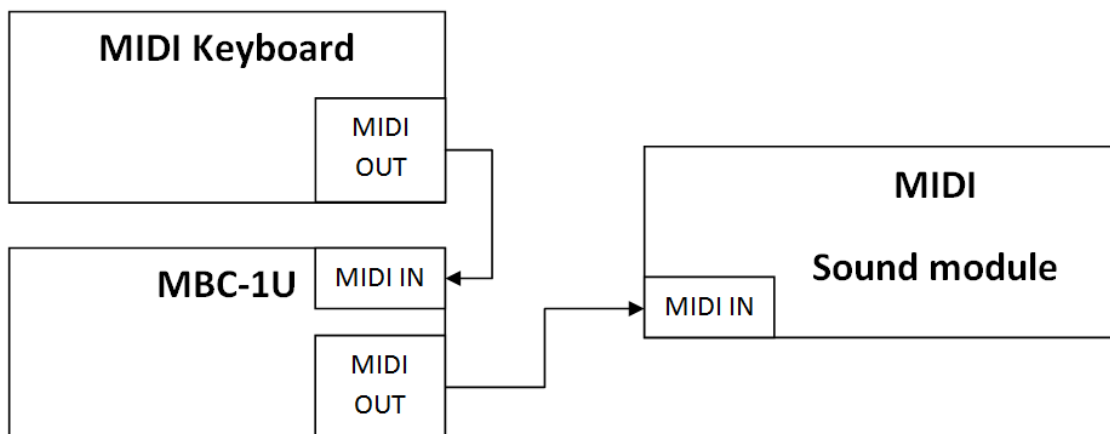 MIDI Keyboard
MIDI
OUT
MBC-1U
MIDI IN
MIDI
OUT
MIDI
Sound module
MIDI IN